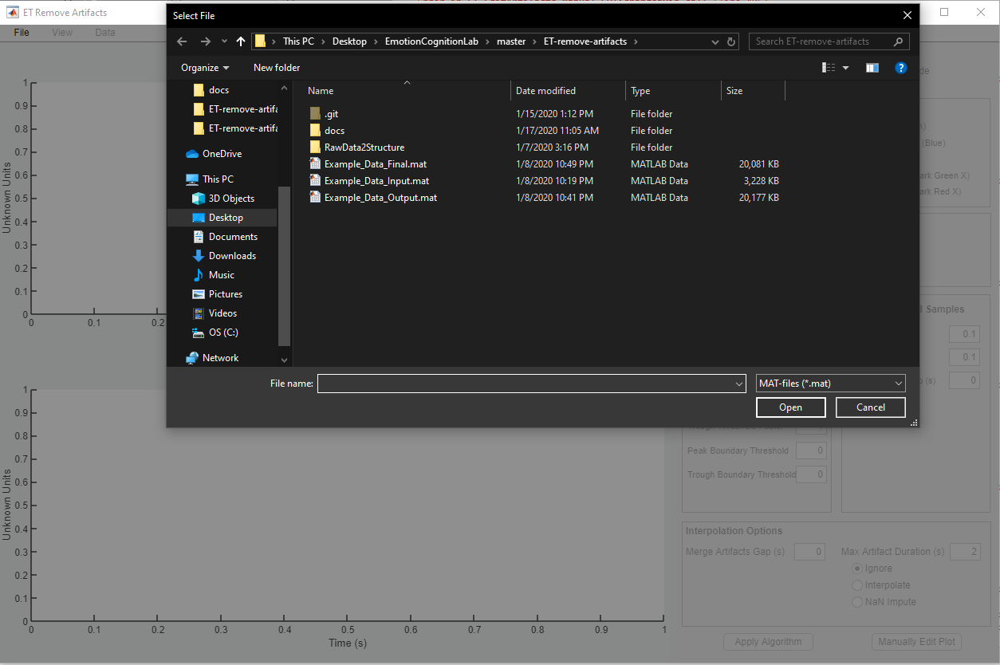 ET Remove Artifacts
File View Data
Select File
This PC > Desktop > EmotionCognitionLab > master > ET-remove-artifacts >
Search ET-remove-artifacts
Organize New folder
docs
ET-remove-artifa
ET-remove-artifa
OneDrive
This PC
3D Objects
Desktop
Documents
Downloads
Music
Pictures
Videos
OS (C:)
Network
Name Date modified Type Size
.git 1/15/2020 1:12 PM File folder
docs 1/17/2020 11:05 AM File folder
RawData2Structure 1/7/2020 3:16 PM File folder
Example_Data_Final.mat 1/8/2020 10:49 PM MATLAB Data 20,081 KB
Example_Data_Input.mat 1/8/2020 10:19 PM MATLAB Data 3,228 KB
Example_Data_Output.mat 1/8/2020 10:41 PM MATLAB Data 20,177 KB
File name:
MAT-files (*.mat)
Open Cancel
1
0.9
0.8
0.7
0.6
0.5
0.4
0.3
0.2
0.1
0
Unknown Units
0 0.1 0.2
1
0.9
0.8
0.7
0.6
0.5
0.4
0.3
0.2
0.1
0
Unknown Units
0 0.1 0.2 0.3 0.4 0.5 0.6 0.7 0.8 0.9 1
Time (s)
(Blue)
ark Green X)
ark Red X)
d Samples
0.1
0.1
(s) 0
Peak Boundary Threshold 0
Trough Boundary Threshold 0
Interpolation Options
Merge Artifacts Gap (s) 0
Max Artifact Duration (s) 2
Ignore
Interpolate
NaN Impute
Apply Algorithm Manually Edit Plot